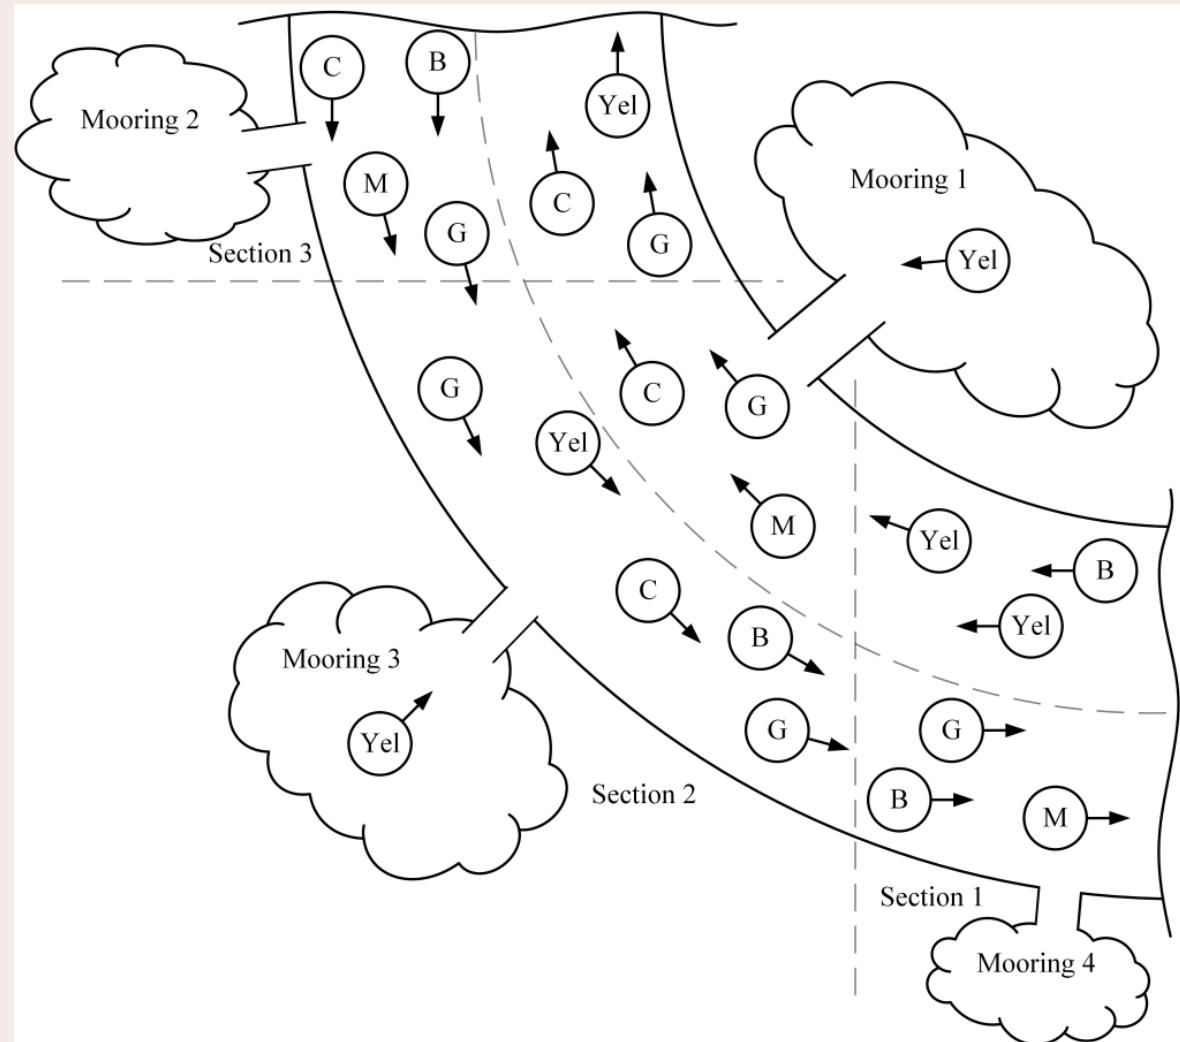 C
B
Yel
Mooring 2
M
C
Mooring 1
G
G
Section 3
Yel
G
C
G
Yel
M
Yel
B
C
B
Yel
Mooring 3
Yel
G
G
Section 2
B
M
Section 1
Mooring 4